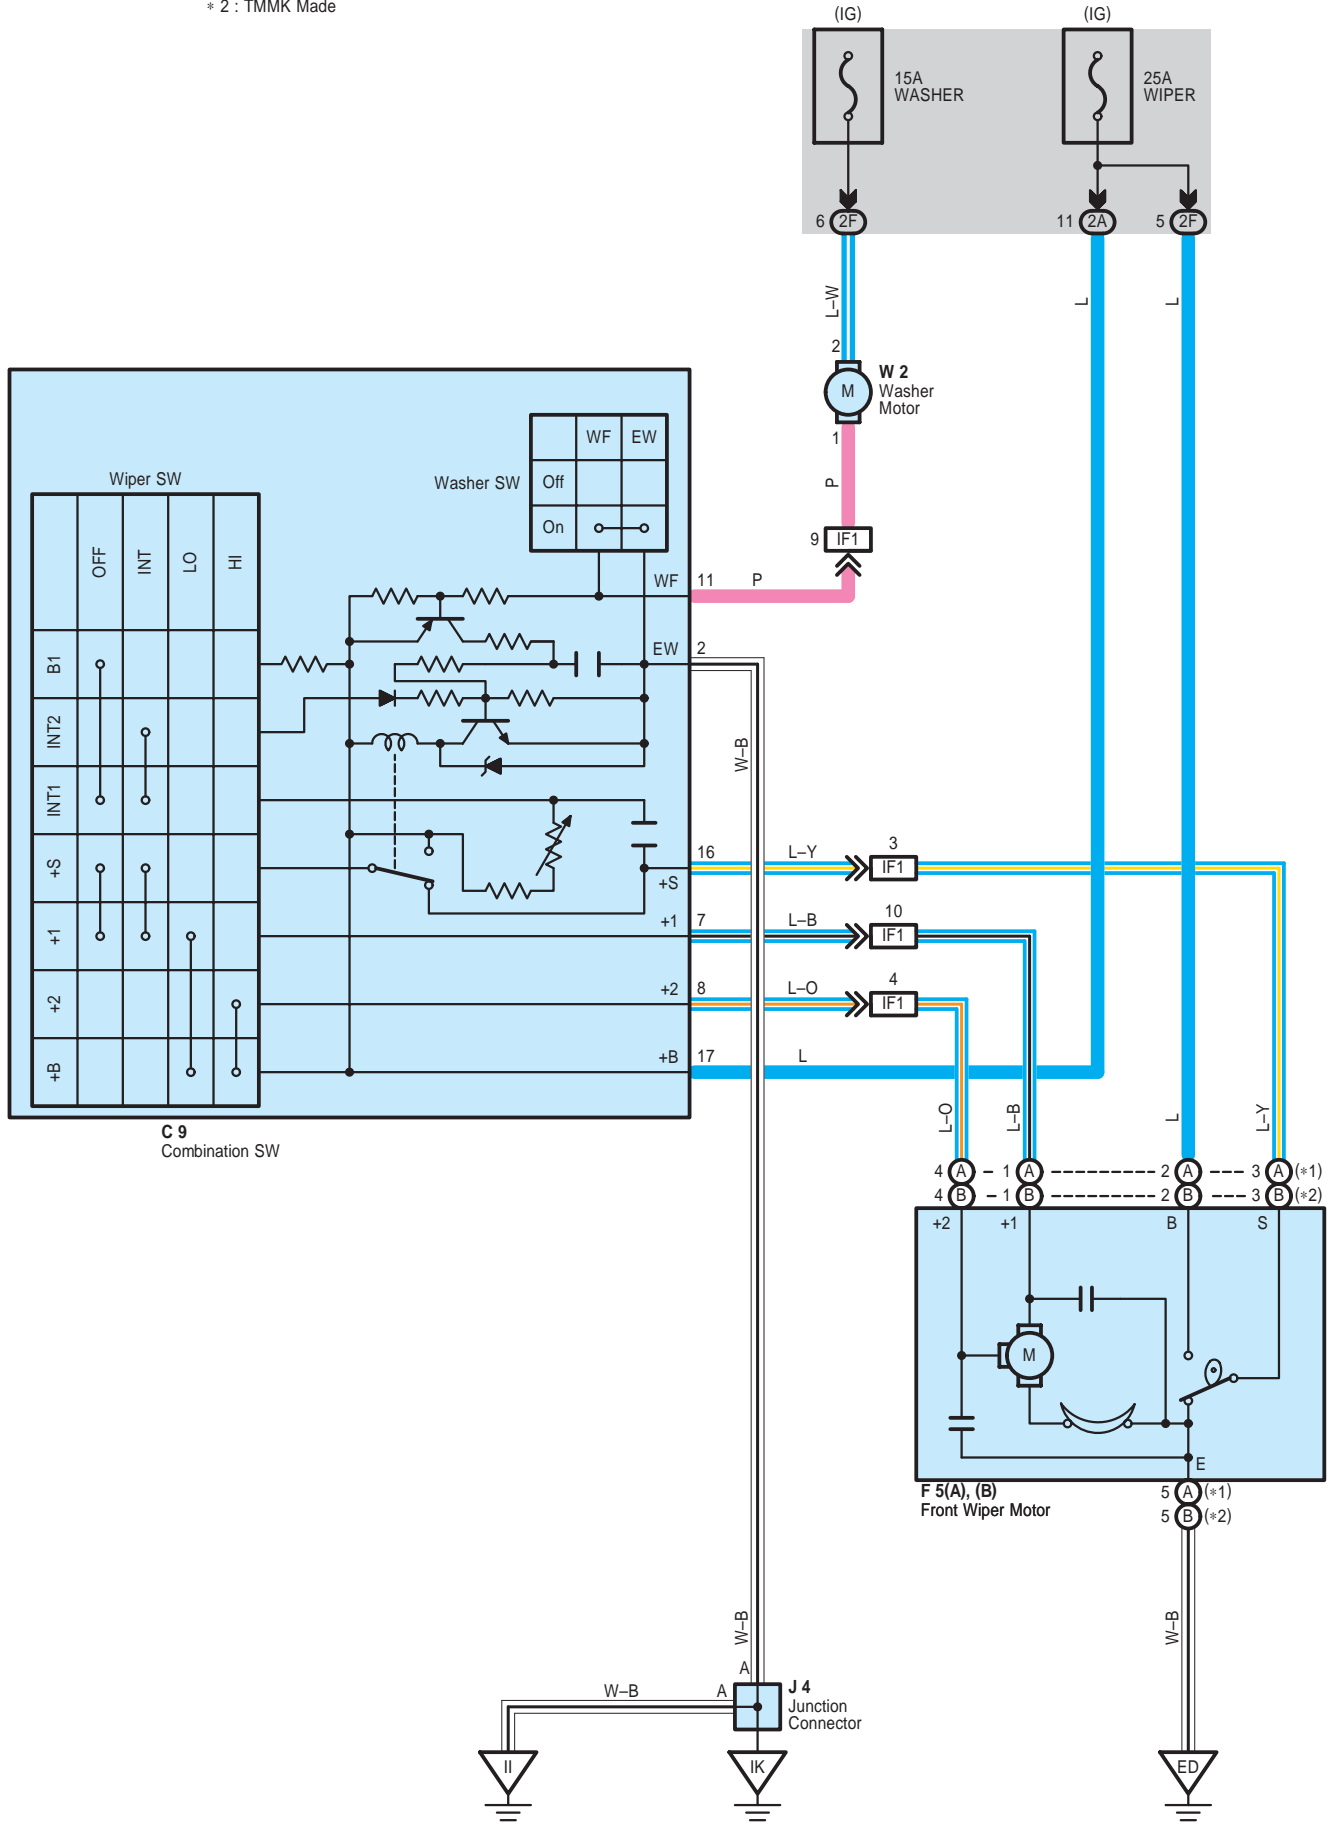 * 2 : TMMK Made
(IG)
(IG)
15A
WASHER
25A
WIPER
6 2F
11 2A
5 2F
L–W
L
L
2
M
W 2
Washer
Motor
1
P
9 IF1
Wiper SW
Washer SW
WF EW
Off
On
OFF INT LO HI
B1
INT2
INT1
+S
+1
+2
+B
WF 11 P
EW 2
W–B
16 L–Y 3
IF1
+S
+1 7 L–B 10
IF1
+2 8 L–O 4
IF1
+B 17 L
C 9
Combination SW
L–O
L–B
L
L–Y
4 A 1 A 2 A 3 A (*1)
4 B 1 B 2 B 3 B (*2)
+2 +1 B S
M
E
F 5(A), (B)
Front Wiper Motor
5 A (*1)
5 B (*2)
W–B
W–B
A
W–B A
J 4
Junction
Connector
II
IK
ED